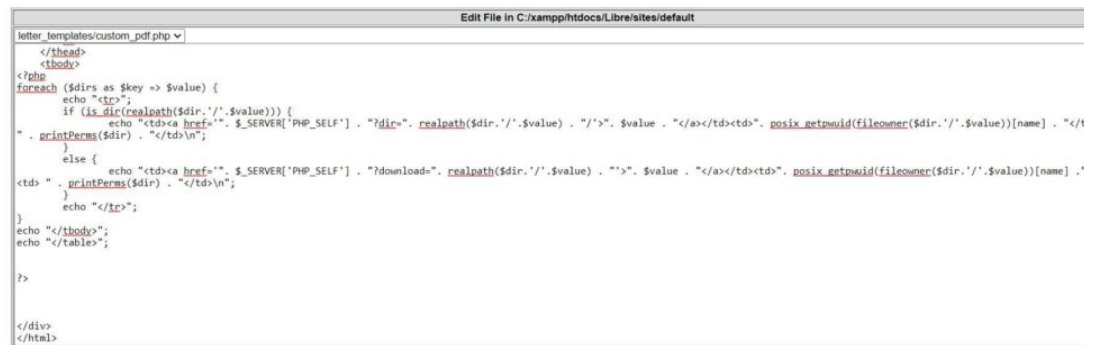 Edit File in C:/xampp/htdocs/Libre/sites/default
letter_templates/custom_pdf.php
</thead>
<tbody>
<?php
foreach ($dirs as $key => $value) {
echo "<tr>";
if (is_dir(realpath($dir.'/'.$value))) {
echo "<td><a href='". $_SERVER['PHP_SELF'] . "?dir=". realpath($dir.'/'.$value) . "/'>". $value . "</a></td><td>". posix_getpwuid(fileowner($dir.'/'.$value))[name] . "</t
" . printPerms($dir) . "</td>\n";
}
else {
echo "<td><a href='". $_SERVER['PHP_SELF'] . "?download=". realpath($dir.'/'.$value) . "'>". $value . "</a></td><td>". posix_getpwuid(fileowner($dir.'/'.$value))[name] ."
<td> " . printPerms($dir) . "</td>\n";
}
echo "</tr>";
}
echo "</tbody>";
echo "</table>";
?>
</div>
</html>